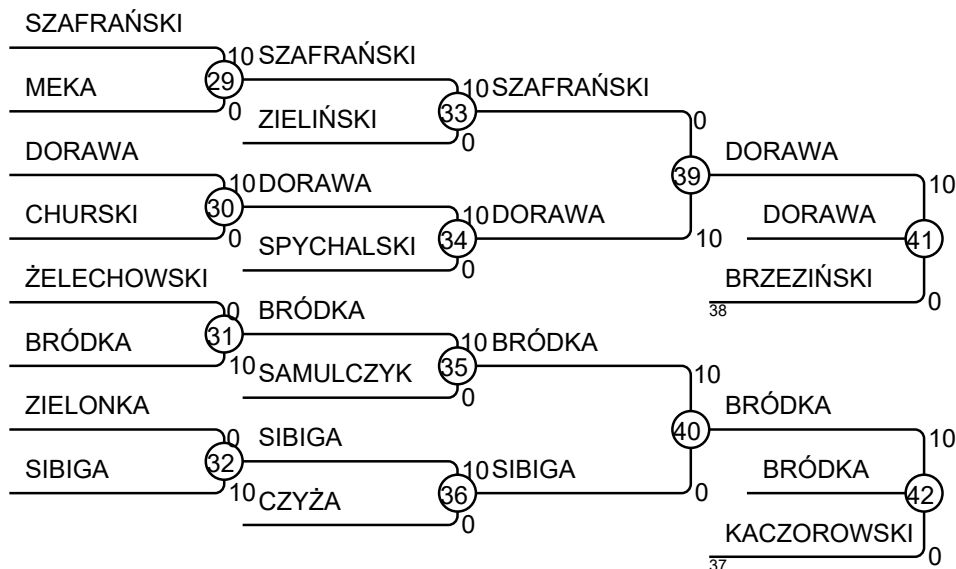 SZAFRAŃSKI
10 SZAFRAŃSKI
29
10 SZAFRAŃSKI
MEKA
0
ZIELIŃSKI
33
0
0
DORAWA
39
DORAWA
10 DORAWA
10
30
10 DORAWA
10
DORAWA
41
CHURSKI
0
SPYCHALSKI
34
0
BRZEZIŃSKI
0
38
ŻELECHOWSKI
0
BRÓDKA
31
10 BRÓDKA
BRÓDKA
10
SAMULCZYK
35
0
10
ZIELONKA
40
BRÓDKA
0
SIBIGA
10
32
10 SIBIGA
0
BRÓDKA
42
SIBIGA
10
CZYŻA
36
0
KACZOROWSKI
0
37